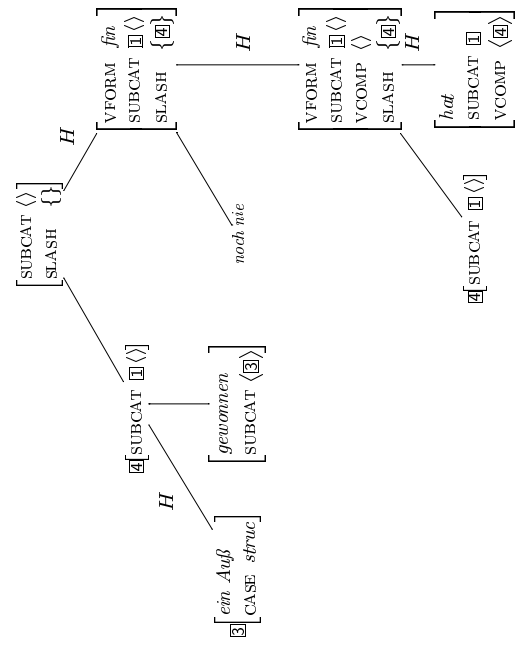 [SUBCAT ⟨⟩
SLASH {}]
H
4[SUBCAT 1⟨⟩]
[VFORM fin
SUBCAT 1⟨⟩
SLASH {4}]
H
H
3[ein Auß
CASE struc]
[gewonnen
SUBCAT ⟨3⟩]
noch nie
[VFORM fin
SUBCAT 1⟨⟩
VCOMP ⟨⟩
SLASH {4}]
H
4[SUBCAT 1⟨⟩]
[hat
SUBCAT 1
VCOMP ⟨4⟩]